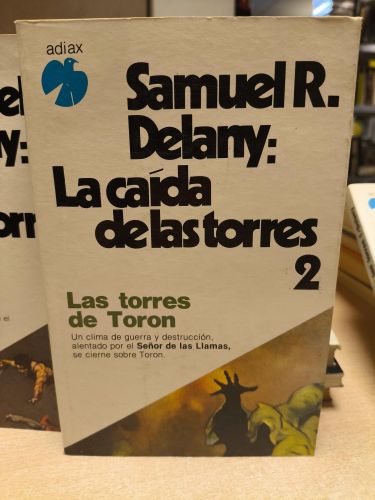 adiax
Samuel R.
Delany:
La caída
de las torres
2
Las torres
de Toron
Un clima de guerra y destrucción,
alentado por el Señor de las Llamas,
se cierne sobre Toron.
el